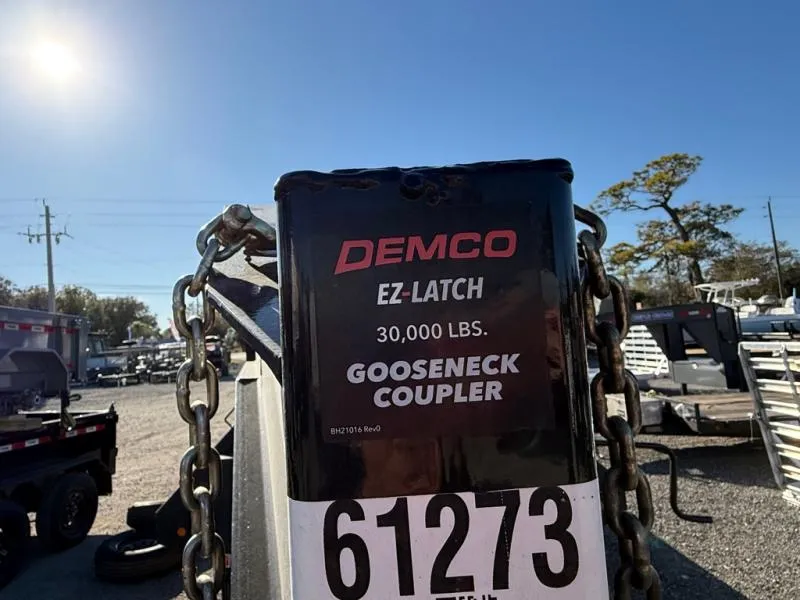 DEMCO
EZ-LATCH
30,000 LBS.
GOOSENECK
COUPLER
BH21016 Rev0
61273